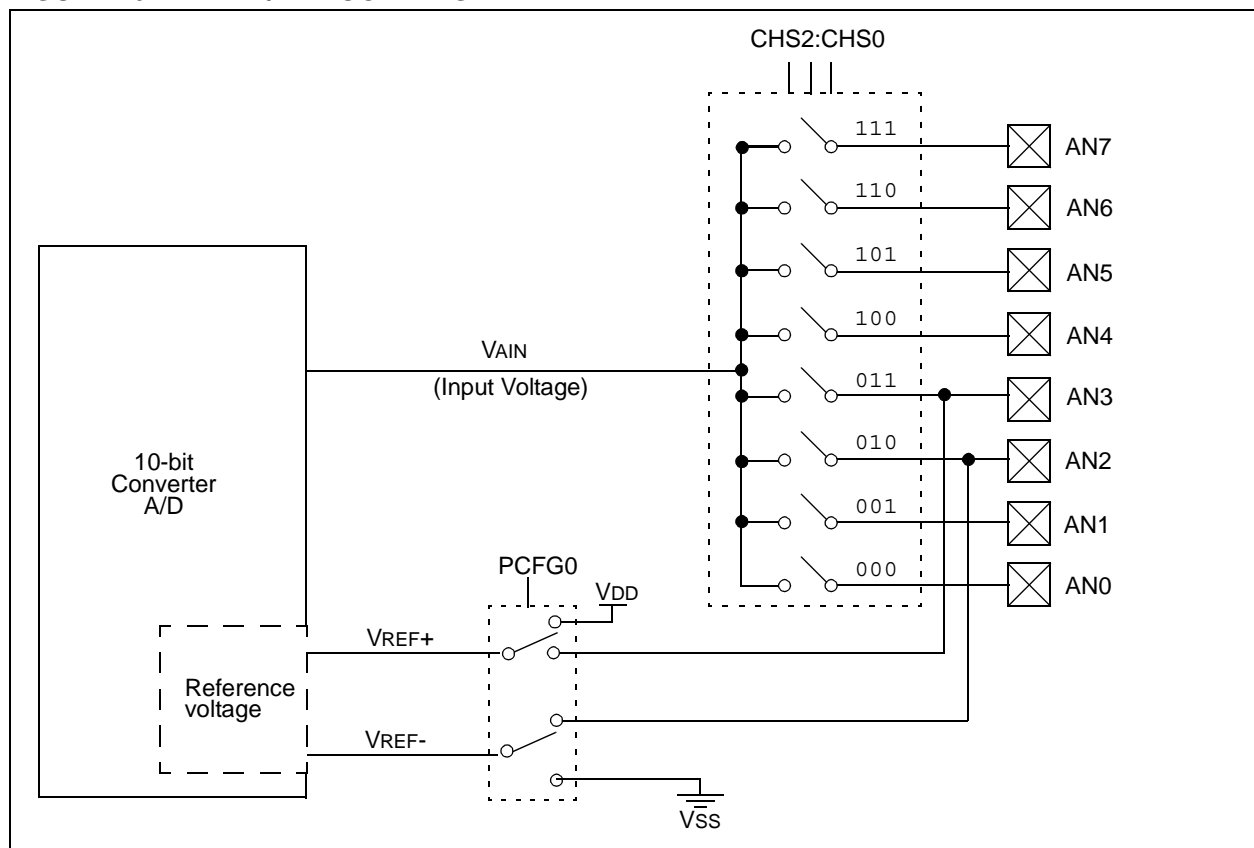 CHS2:CHS0
111 AN7
110 AN6
101 AN5
100 AN4
VAIN
(Input Voltage)
011 AN3
010 AN2
10-bit
Converter
A/D
001 AN1
PCFG0
000 AN0
VDD
VREF+
Reference
voltage
VREF-
VSS